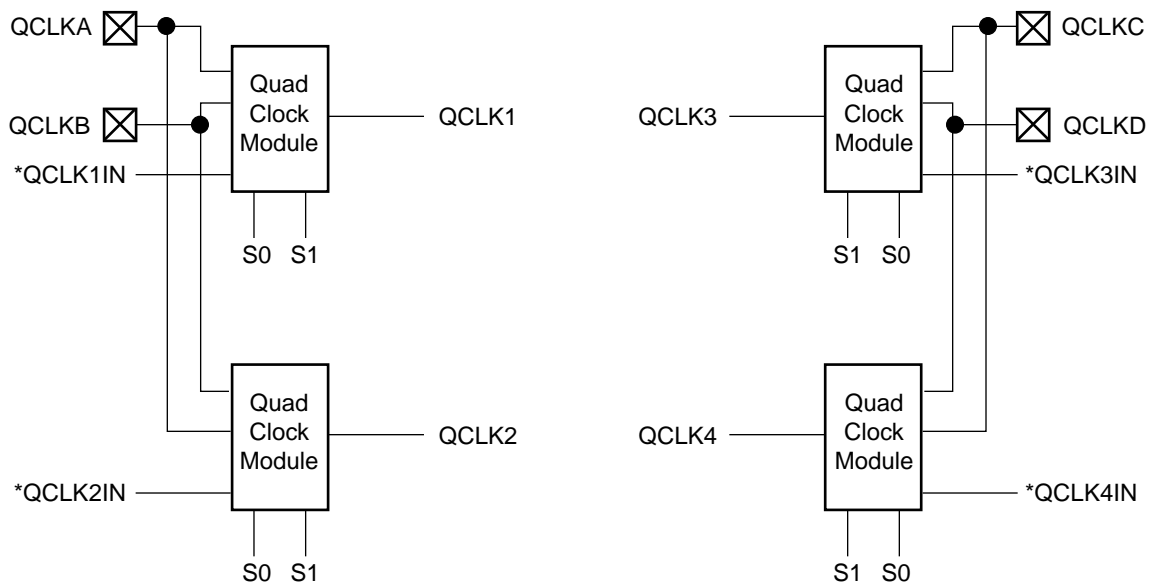 QCLKA
QCLKB
*QCLK1IN
Quad
Clock
Module
QCLK1
S0 S1
QCLK3
Quad
Clock
Module
QCLKC
QCLKD
*QCLK3IN
S1 S0
*QCLK2IN
Quad
Clock
Module
QCLK2
S0 S1
QCLK4
Quad
Clock
Module
*QCLK4IN
S1 S0